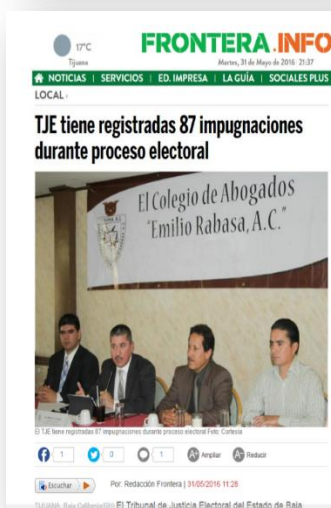 17°C
Tijuana
FRONTERA.INFO
Martes, 31 de Mayo de 2016 21:37
NOTICIAS | SERVICIOS | ED. IMPRESA | LA GUÍA | SOCIALES PLUS
LOCAL
TJE tiene registradas 87 impugnaciones
durante proceso electoral
El Colegio de Abogados
"Emilio Rabasa, A.C."
El TJE tiene registradas 87 impugnaciones durante proceso electoral Foto: Cortesía
1 0 1 A+ Ampliar A- Reducir
Escuchar Por: Redacción Frontera | 31/05/2016 11:28
TIJUANA, Baja California El Tribunal de Justicia Electoral del Estado de Baja